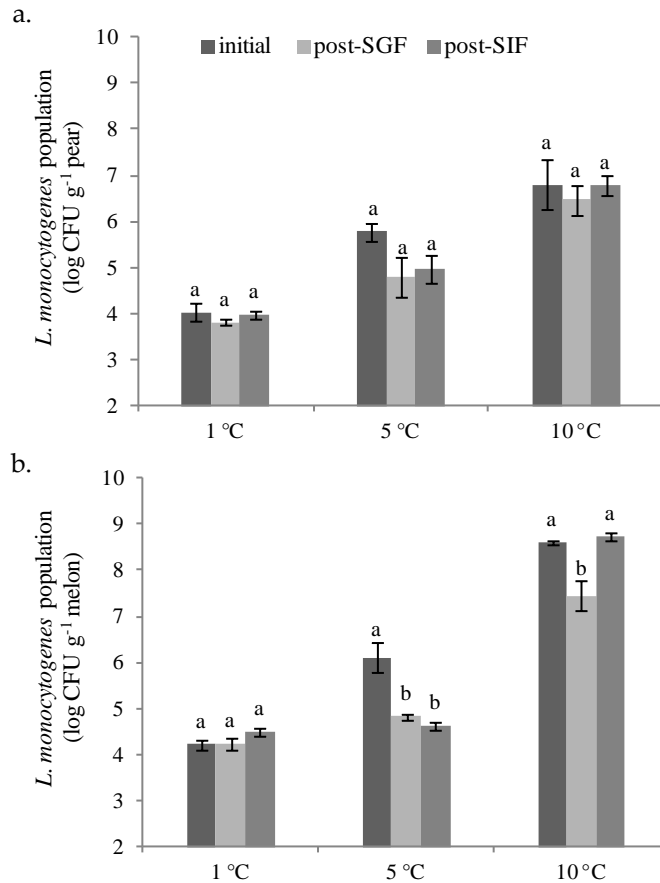 a.
initial post-SGF post-SIF
L. monocytogenes population
(log CFU g⁻¹ pear)
10
9
8
7
6
5
4
3
2
a a a
a a a
a a a
1 °C 5 °C 10 °C
b.
L. monocytogenes population
(log CFU g⁻¹ melon)
10
9
8
7
6
5
4
3
2
a a a
a b b
a b a
1 °C 5 °C 10 °C